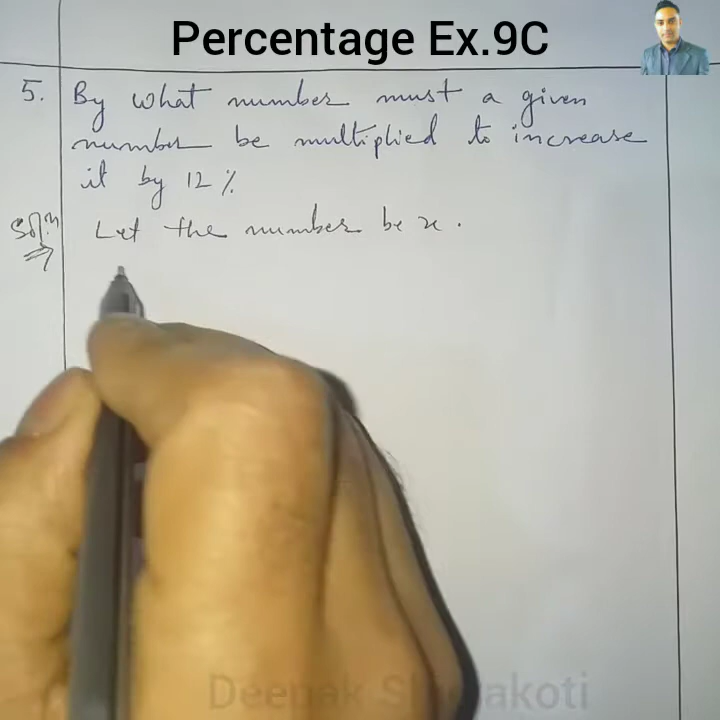 Percentage Ex.9C
5. By what number must a given
number be multiplied to increase
it by 12%
Solⁿ Let the number be x.
⇒
Deepak